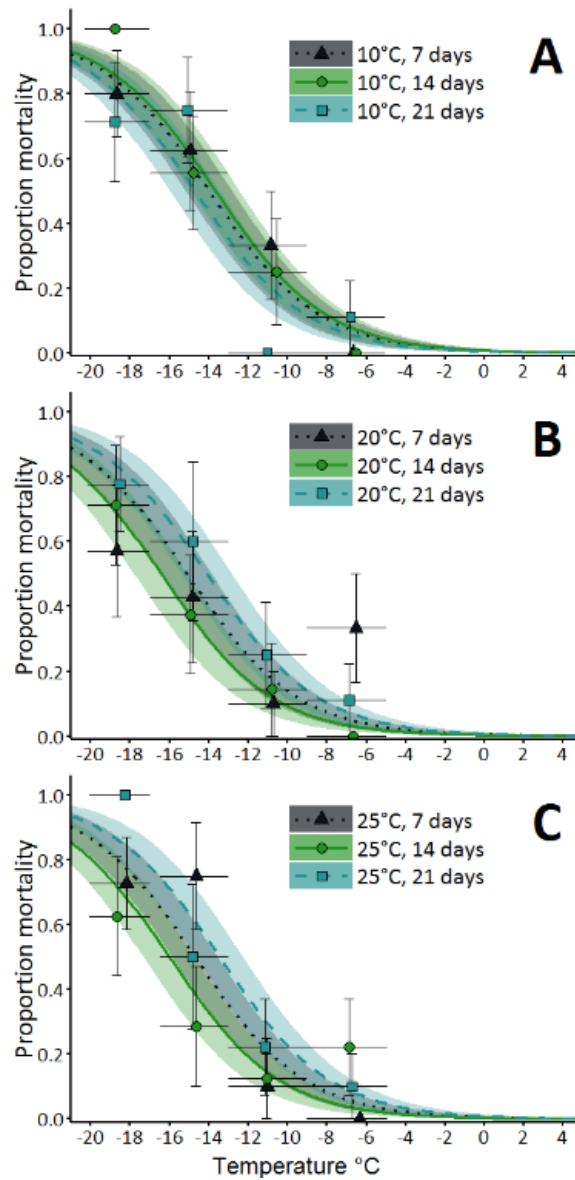 A
10°C, 7 days
10°C, 14 days
10°C, 21 days
Proportion mortality
1.0
0.8
0.6
0.4
0.2
0.0
-20 -18 -16 -14 -12 -10 -8 -6 -4 -2 0 2 4
B
20°C, 7 days
20°C, 14 days
20°C, 21 days
Proportion mortality
1.0
0.8
0.6
0.4
0.2
0.0
-20 -18 -16 -14 -12 -10 -8 -6 -4 -2 0 2 4
C
25°C, 7 days
25°C, 14 days
25°C, 21 days
Proportion mortality
1.0
0.8
0.6
0.4
0.2
0.0
-20 -18 -16 -14 -12 -10 -8 -6 -4 -2 0 2 4
Temperature °C